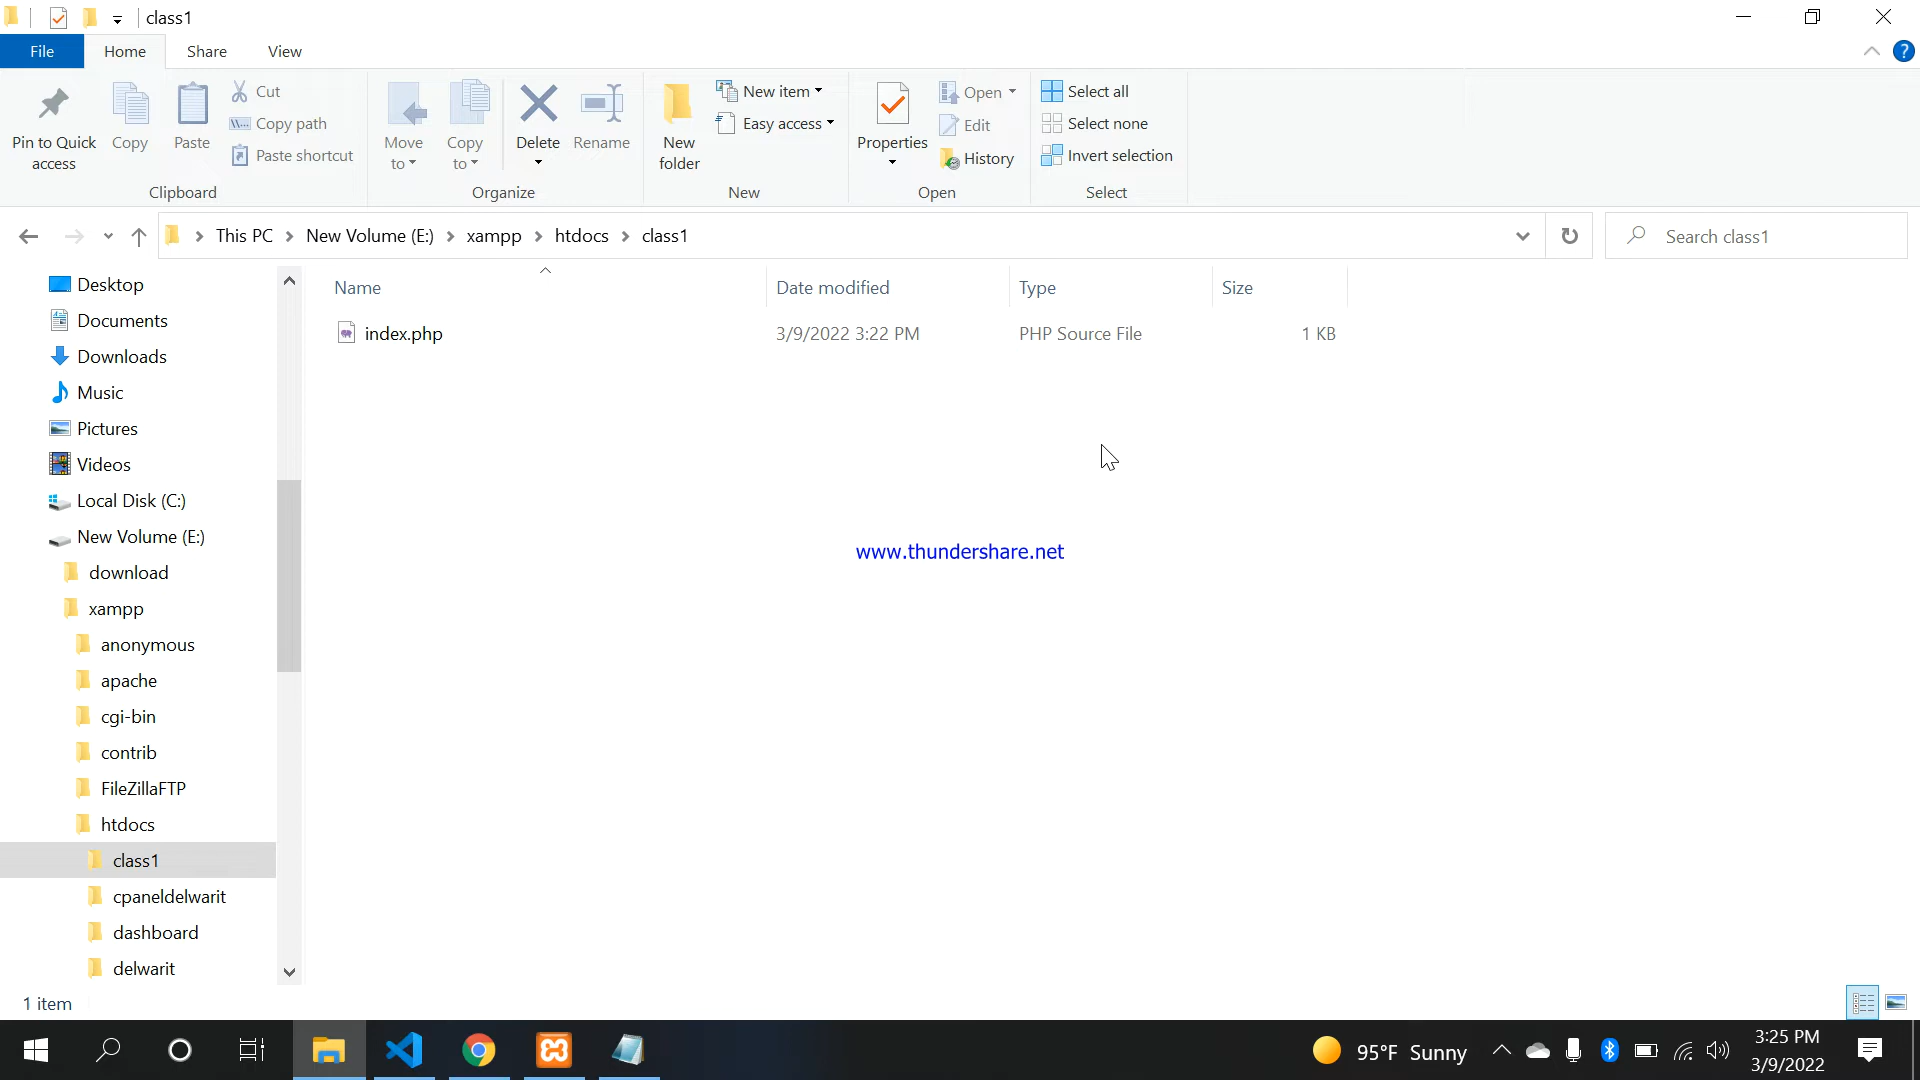 class1
File
Home
Share
View
Pin to Quick access
Copy
Paste
Cut
Copy path
Paste shortcut
Clipboard
Move to
Copy to
Delete
Rename
Organize
New folder
New item
Easy access
New
Properties
Open
Edit
History
Open
Select all
Select none
Invert selection
Select
This PC
New Volume (E:)
xampp
htdocs
class1
Search class1
Desktop
Documents
Downloads
Music
Pictures
Videos
Local Disk (C:)
New Volume (E:)
download
xampp
anonymous
apache
cgi-bin
contrib
FileZillaFTP
htdocs
class1
cpaneldelwarit
dashboard
delwarit
Name
Date modified
Type
Size
index.php
3/9/2022 3:22 PM
PHP Source File
1 KB
www.thundershare.net
1 item
95°F Sunny
3:25 PM
3/9/2022